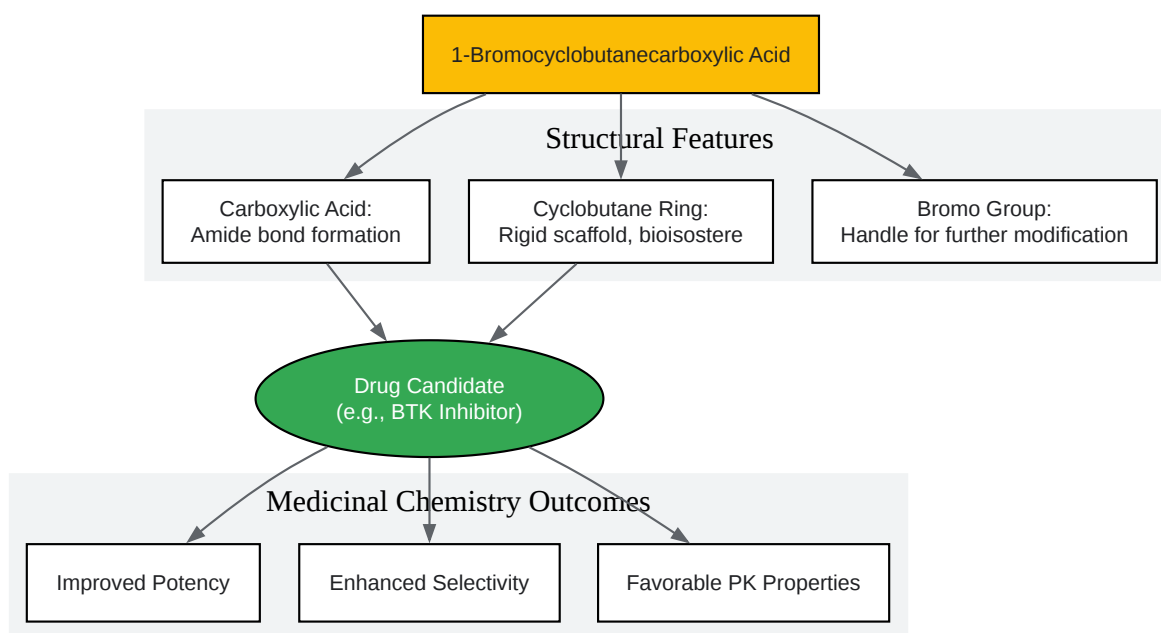 1-Bromocyclobutanecarboxylic Acid
Structural Features
Carboxylic Acid:
Amide bond formation
Cyclobutane Ring:
Rigid scaffold, bioisostere
Bromo Group:
Handle for further modification
Drug Candidate
(e.g., BTK Inhibitor)
Medicinal Chemistry Outcomes
Improved Potency
Enhanced Selectivity
Favorable PK Properties